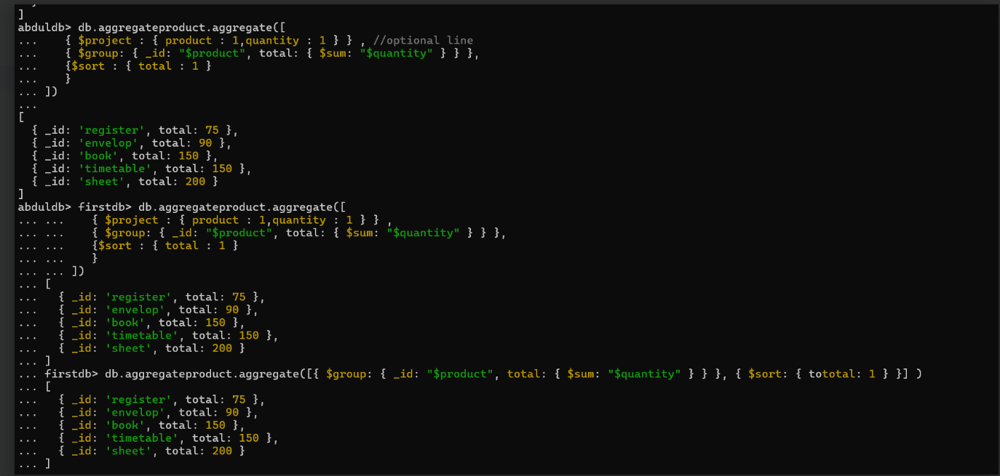 ]
abduldb> db.aggregateproduct.aggregate([
...     { $project : { product : 1,quantity : 1 } } , //optional line
...     { $group: { _id: "$product", total: { $sum: "$quantity" } } },
...     {$sort : { total : 1 }
...     }
... ])
...
[
  { _id: 'register', total: 75 },
  { _id: 'envelop', total: 90 },
  { _id: 'book', total: 150 },
  { _id: 'timetable', total: 150 },
  { _id: 'sheet', total: 200 }
]
abduldb> firstdb> db.aggregateproduct.aggregate([
... ...     { $project : { product : 1,quantity : 1 } } ,
... ...     { $group: { _id: "$product", total: { $sum: "$quantity" } } },
... ...     {$sort : { total : 1 }
... ...     }
... ... ])
... [
...   { _id: 'register', total: 75 },
...   { _id: 'envelop', total: 90 },
...   { _id: 'book', total: 150 },
...   { _id: 'timetable', total: 150 },
...   { _id: 'sheet', total: 200 }
... ]
... firstdb> db.aggregateproduct.aggregate([{ $group: { _id: "$product", total: { $sum: "$quantity" } } }, { $sort: { tototal: 1 } }] )
... [
...   { _id: 'register', total: 75 },
...   { _id: 'envelop', total: 90 },
...   { _id: 'book', total: 150 },
...   { _id: 'timetable', total: 150 },
...   { _id: 'sheet', total: 200 }
... ]